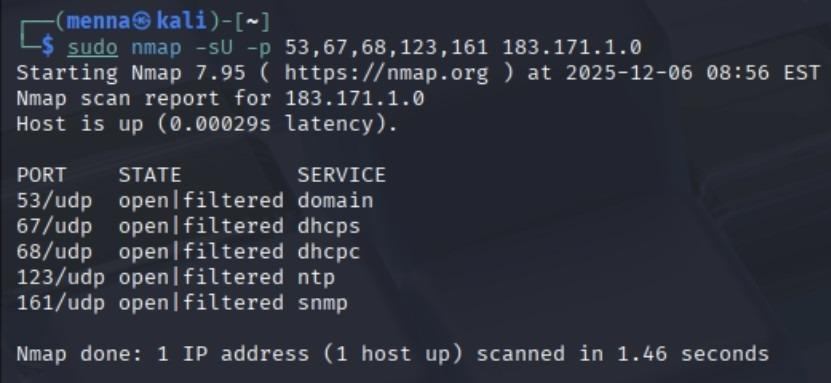 ┌──(menna㉿kali)-[~]
└─$ sudo nmap -sU -p 53,67,68,123,161 183.171.1.0
Starting Nmap 7.95 ( https://nmap.org ) at 2025-12-06 08:56 EST
Nmap scan report for 183.171.1.0
Host is up (0.00029s latency).

PORT    STATE         SERVICE
53/udp  open|filtered domain
67/udp  open|filtered dhcps
68/udp  open|filtered dhcpc
123/udp open|filtered ntp
161/udp open|filtered snmp

Nmap done: 1 IP address (1 host up) scanned in 1.46 seconds